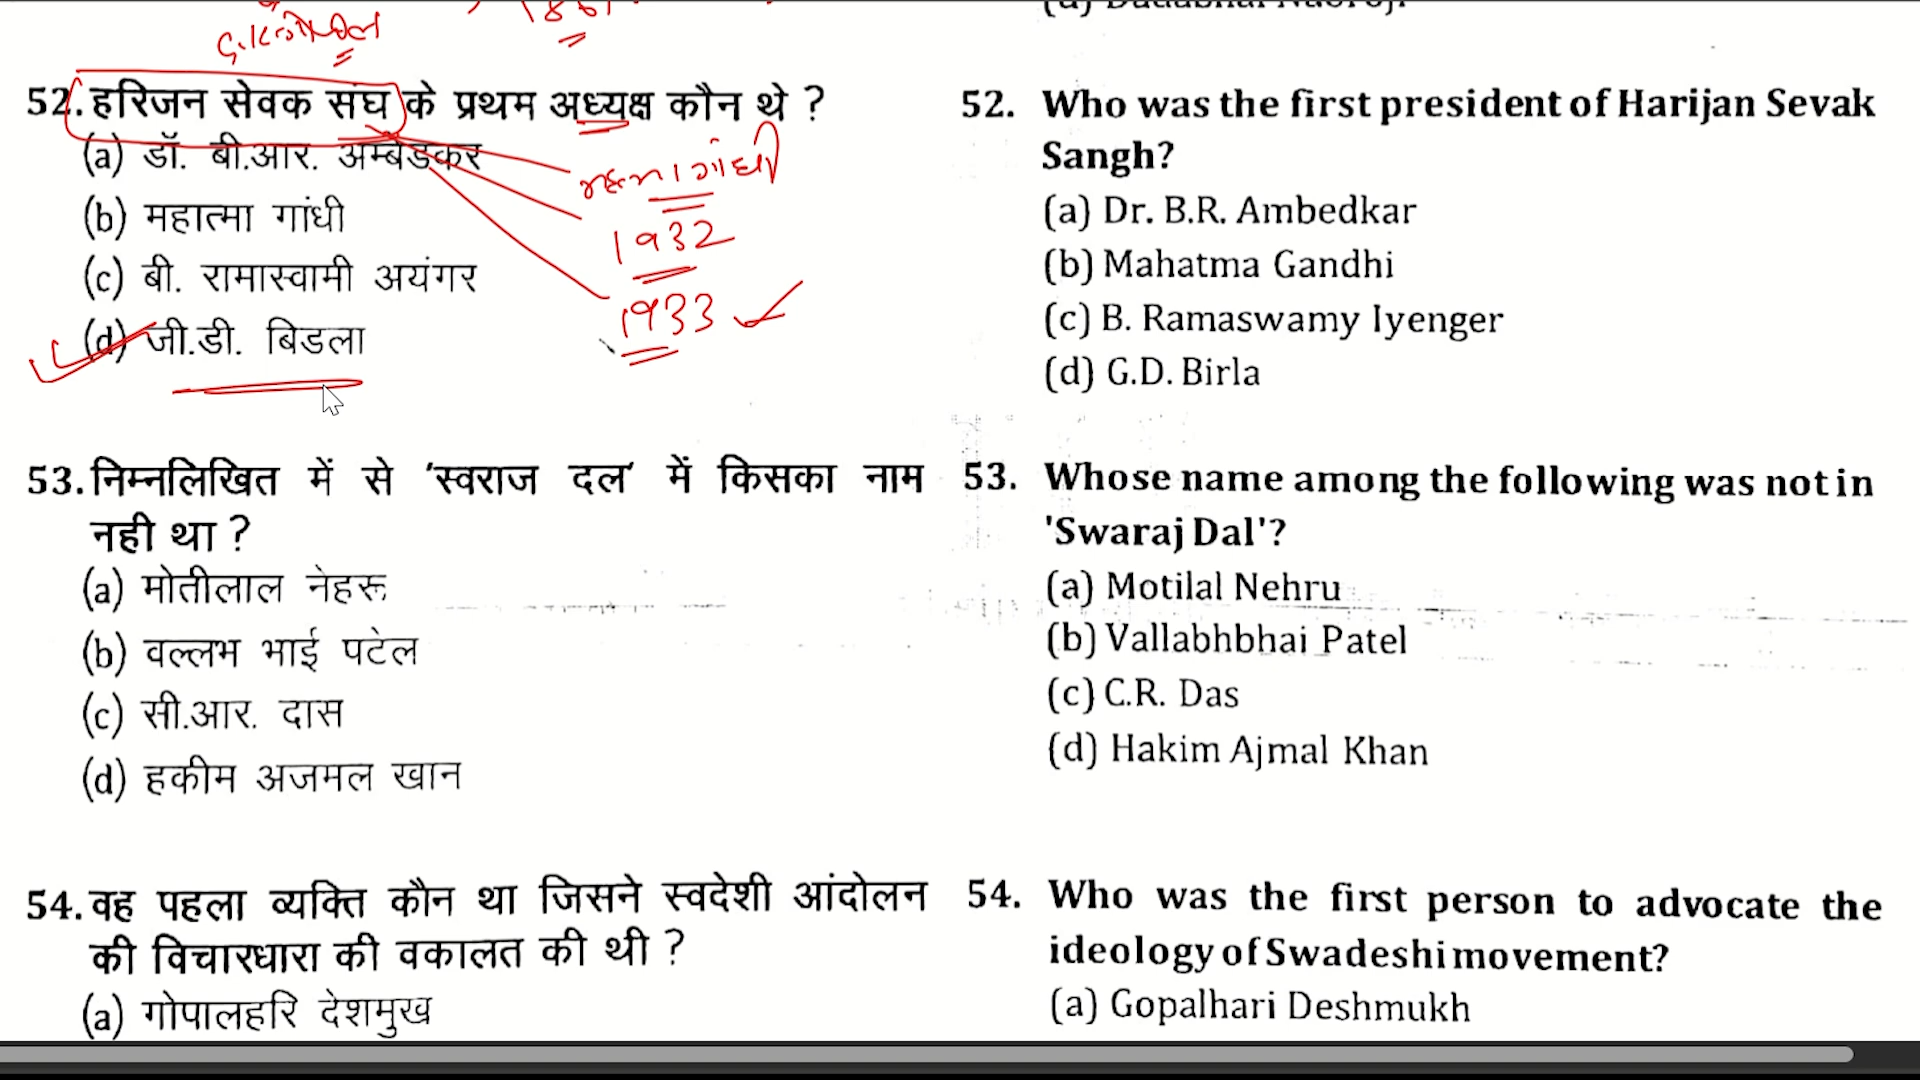 1861
52. हरिजन सेवक संघ के प्रथम अध्यक्ष कौन थे ?
(a) डॉ. बी.आर. अम्बेडकर
(b) महात्मा गांधी
(c) बी. रामास्वामी अयंगर
(d) जी.डी. बिडला
महात्मा गांधी
1932
1933
53. निम्नलिखित में से ‘स्वराज दल’ में किसका नाम
नही था ?
(a) मोतीलाल नेहरू
(b) वल्लभ भाई पटेल
(c) सी.आर. दास
(d) हकीम अजमल खान
54. वह पहला व्यक्ति कौन था जिसने स्वदेशी आंदोलन
की विचारधारा की वकालत की थी ?
(a) गोपालहरि देशमुख
(d) Dadabhai Naoroji
52. Who was the first president of Harijan Sevak
Sangh?
(a) Dr. B.R. Ambedkar
(b) Mahatma Gandhi
(c) B. Ramaswamy Iyenger
(d) G.D. Birla
53. Whose name among the following was not in
'Swaraj Dal'?
(a) Motilal Nehru
(b) Vallabhbhai Patel
(c) C.R. Das
(d) Hakim Ajmal Khan
54. Who was the first person to advocate the
ideology of Swadeshi movement?
(a) Gopalhari Deshmukh